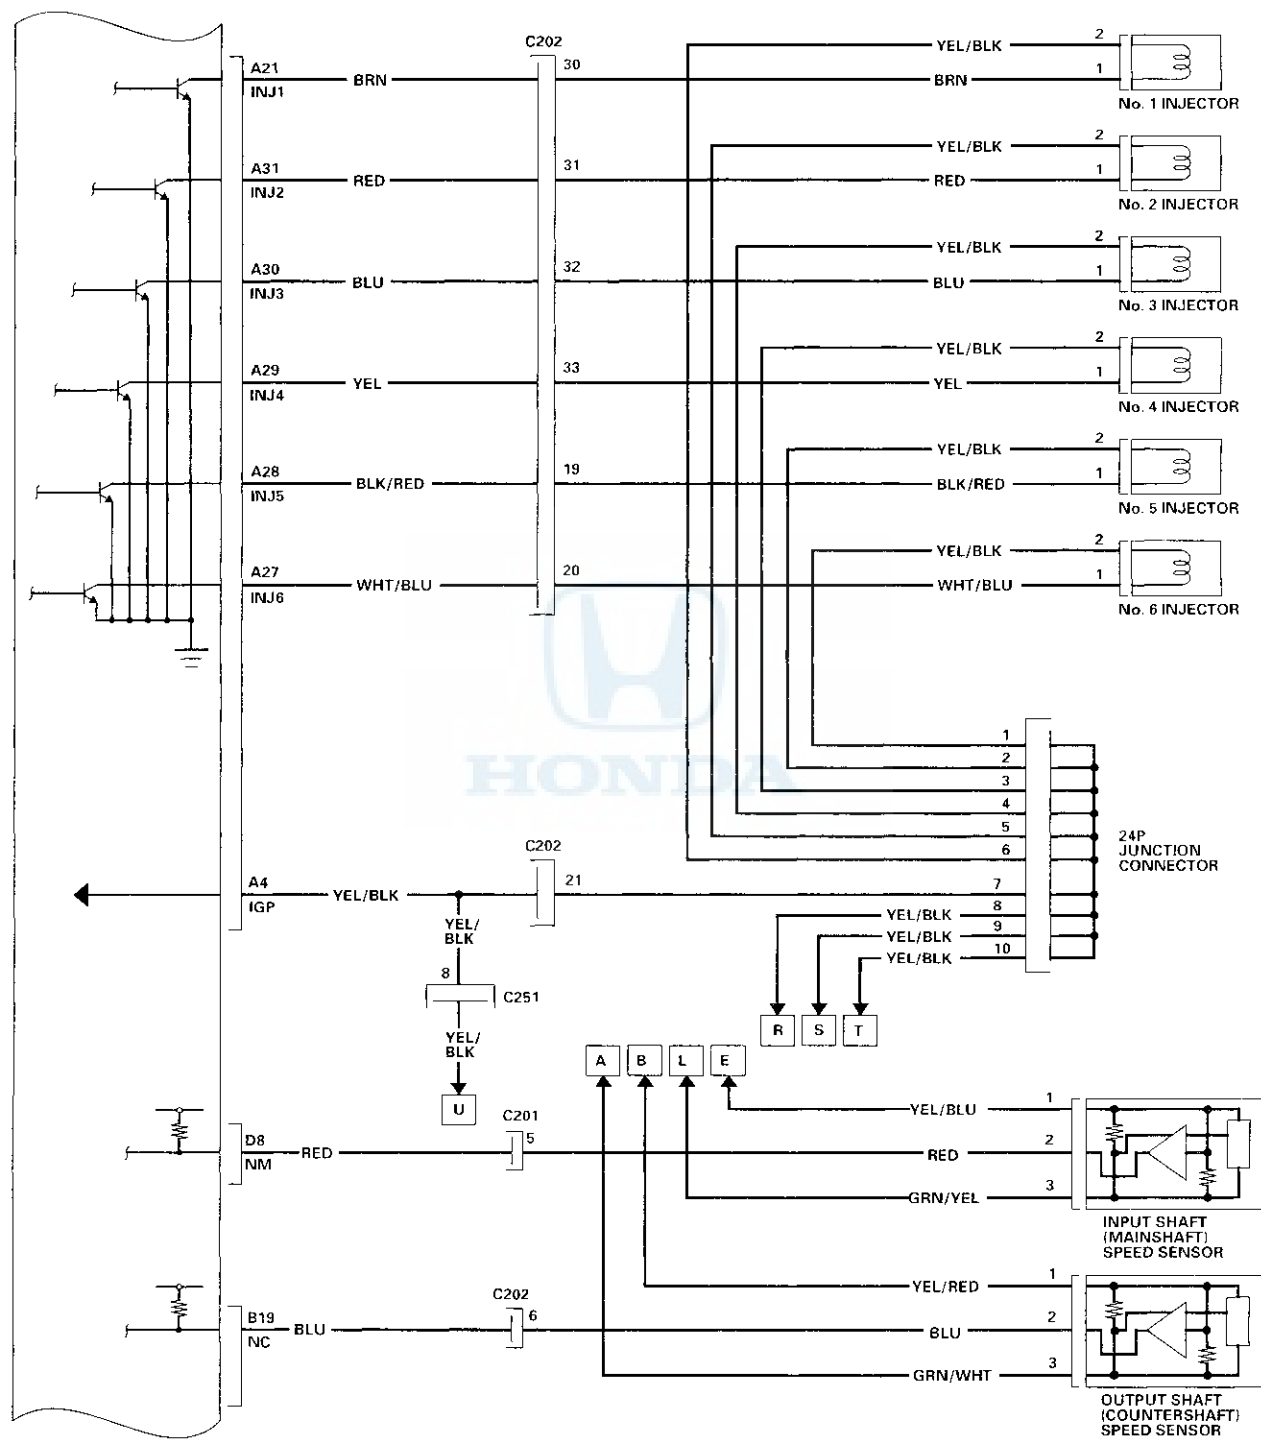 C202
YEL/BLK 2
A21 BRN 30 BRN 1
INJ1
No. 1 INJECTOR
YEL/BLK 2
A31 RED 31 RED 1
INJ2
No. 2 INJECTOR
YEL/BLK 2
A30 BLU 32 BLU 1
INJ3
No. 3 INJECTOR
YEL/BLK 2
A29 YEL 33 YEL 1
INJ4
No. 4 INJECTOR
YEL/BLK 2
A28 BLK/RED 19 BLK/RED 1
INJ5
No. 5 INJECTOR
YEL/BLK 2
A27 WHT/BLU 20 WHT/BLU 1
INJ6
No. 6 INJECTOR
HONDA
1
2
3
4
5
6
24P
JUNCTION
CONNECTOR
C202
A4 YEL/BLK 21 7
IGP
YEL/BLK 8
YEL/BLK 9
YEL/BLK 10
YEL/
BLK
8
C251
YEL/
BLK
U
R S T
A B L E
YEL/BLU 1
C201
D8 RED 5 RED 2
NM
GRN/YEL 3
INPUT SHAFT
(MAINSHAFT)
SPEED SENSOR
YEL/RED 1
C202
B19 BLU 6 BLU 2
NC
GRN/WHT 3
OUTPUT SHAFT
(COUNTERSHAFT)
SPEED SENSOR